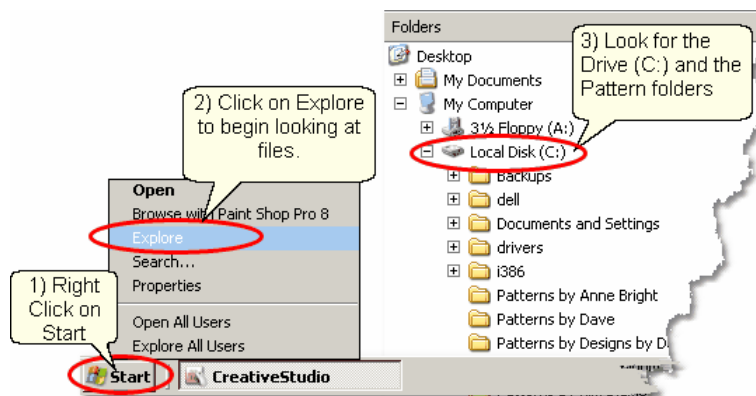 Folders
Desktop
My Documents
My Computer
3½ Floppy (A:)
Local Disk (C:)
Backups
dell
Documents and Settings
drivers
i386
Patterns by Anne Bright
Patterns by Dave
Patterns by Designs by D
3) Look for the
Drive (C:) and the
Pattern folders
2) Click on Explore
to begin looking at
files.
Open
Browse with Paint Shop Pro 8
Explore
Search...
Properties
Open All Users
Explore All Users
1) Right
Click on
Start
Start
CreativeStudio